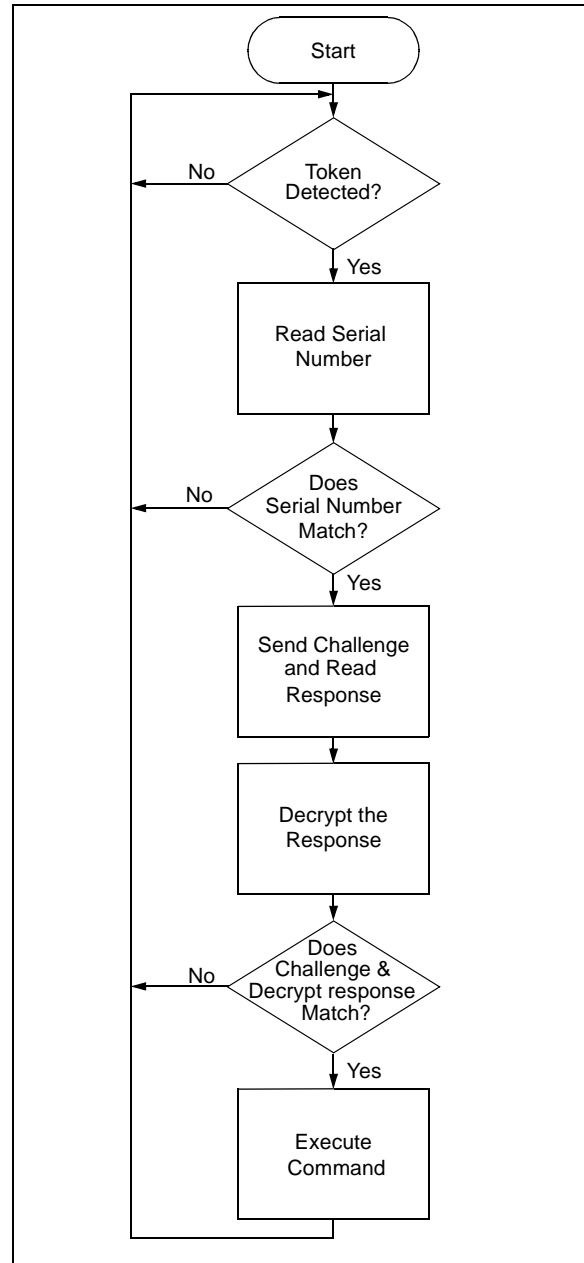 Start
No
Token
Detected?
Yes
Read Serial
Number
No
Does
Serial Number
Match?
Yes
Send Challenge
and Read
Response
Decrypt the
Response
No
Does
Challenge &
Decrypt response
Match?
Yes
Execute
Command